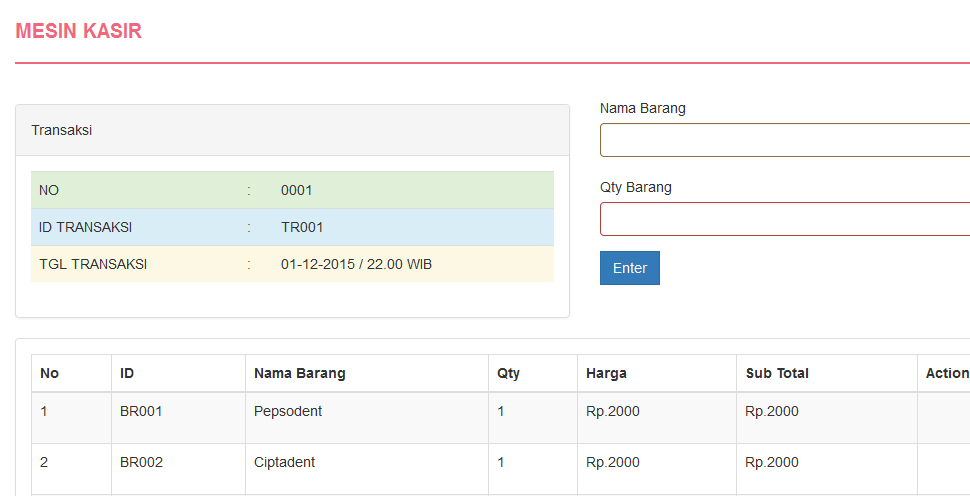 MESIN KASIR
Transaksi
NO : 0001
ID TRANSAKSI : TR001
TGL TRANSAKSI : 01-12-2015 / 22.00 WIB
Nama Barang
Qty Barang
Enter
No ID Nama Barang Qty Harga Sub Total Action
1 BR001 Pepsodent 1 Rp.2000 Rp.2000
2 BR002 Ciptadent 1 Rp.2000 Rp.2000